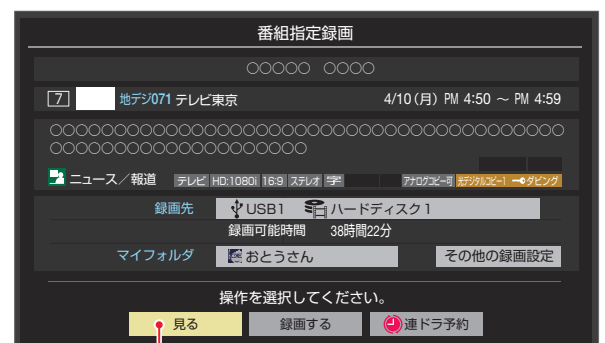 番組指定録画
○○○○○ ○○○○
7 地デジ071 テレビ東京 4/10(月) PM 4:50 ～ PM 4:59
○○○○○○○○○○○○○○○○○○○○○○○○○○○○○○○○○○○○○○○○
○○○○○○○○○○○○○○○○○○○○
ニュース／報道 テレビ HD:1080i 16:9 ステレオ 字 アナログコピー可 光デジタルコピー1 ダビング
録画先 USB1 ハードディスク1
録画可能時間 38時間22分
マイフォルダ おとうさん その他の録画設定
操作を選択してください。
見る 録画する 連ドラ予約